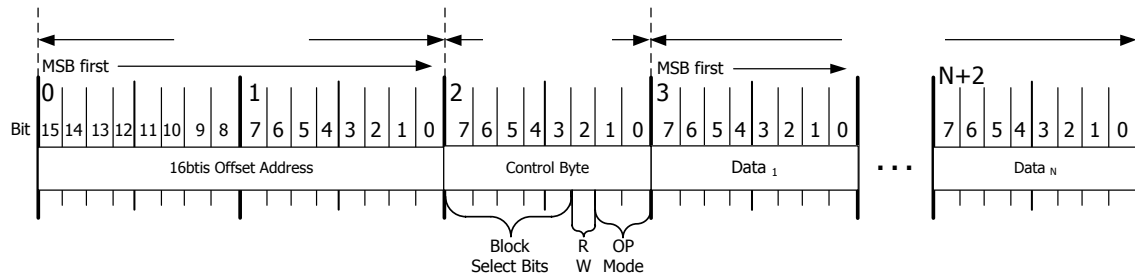 MSB first
MSB first
0 1 2 3 N+2
Bit 15 14 13 12 11 10 9 8 7 6 5 4 3 2 1 0 7 6 5 4 3 2 1 0 7 6 5 4 3 2 1 0 7 6 5 4 3 2 1 0
16btis Offset Address Control Byte Data 1 ... Data N
Block R OP
Select Bits W Mode